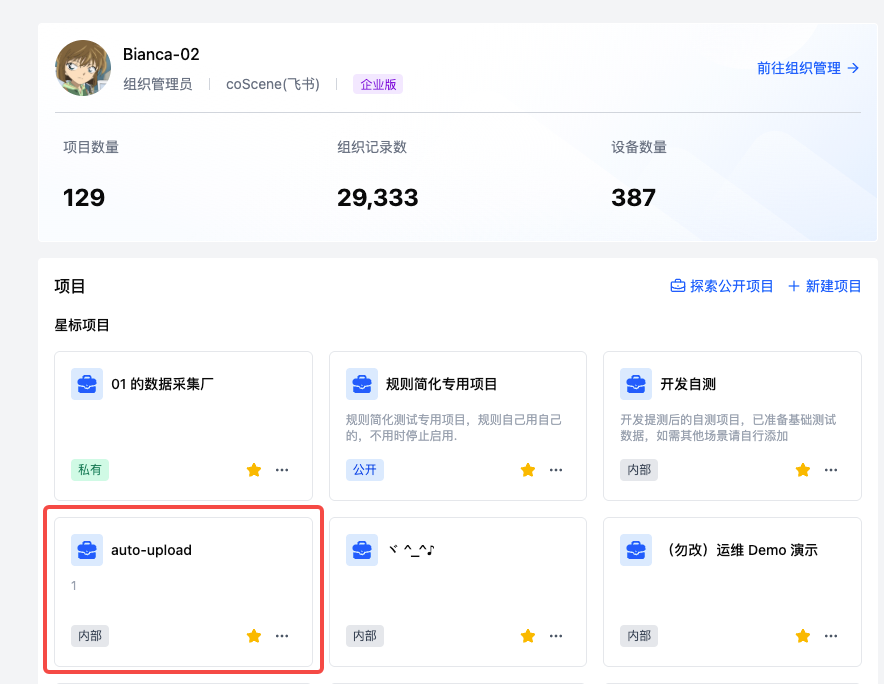 Bianca-02
组织管理员 coScene(飞书) 企业版
前往组织管理
项目数量 组织记录数 设备数量
129 29,333 387
项目
探索公开项目 + 新建项目
星标项目
01 的数据采集厂
私有
规则简化专用项目
规则简化测试专用项目，规则自己用自己
的，不用时停止启用.
公开
开发自测
开发提测后的自测项目，已准备基础测试
数据，如需其他场景请自行添加
内部
auto-upload
1
内部
ヾ ^_^♪
内部
（勿改）运维 Demo 演示
内部